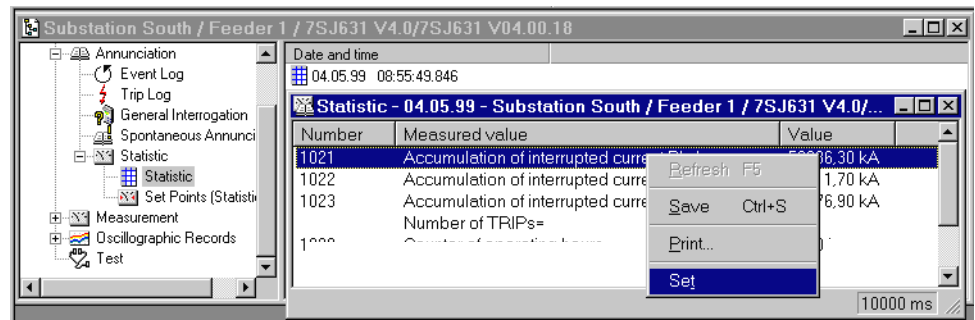 Substation South / Feeder 1 / 7SJ631 V4.0/7SJ631 V04.00.18
Annunciation
Event Log
Trip Log
General Interrogation
Spontaneous Annunci
Statistic
Statistic
Set Points (Statisti
Measurement
Oscillographic Records
Test
Date and time
04.05.99 08:55:49.846
Statistic - 04.05.99 - Substation South / Feeder 1 / 7SJ631 V4.0/...
Number Measured value Value
1021 Accumulation of interrupted curre 36,30 kA
1022 Accumulation of interrupted curre 1,70 kA
1023 Accumulation of interrupted curre 76,90 kA
Number of TRIPs=
Refresh F5
Save Ctrl+S
Print...
Set
10000 ms